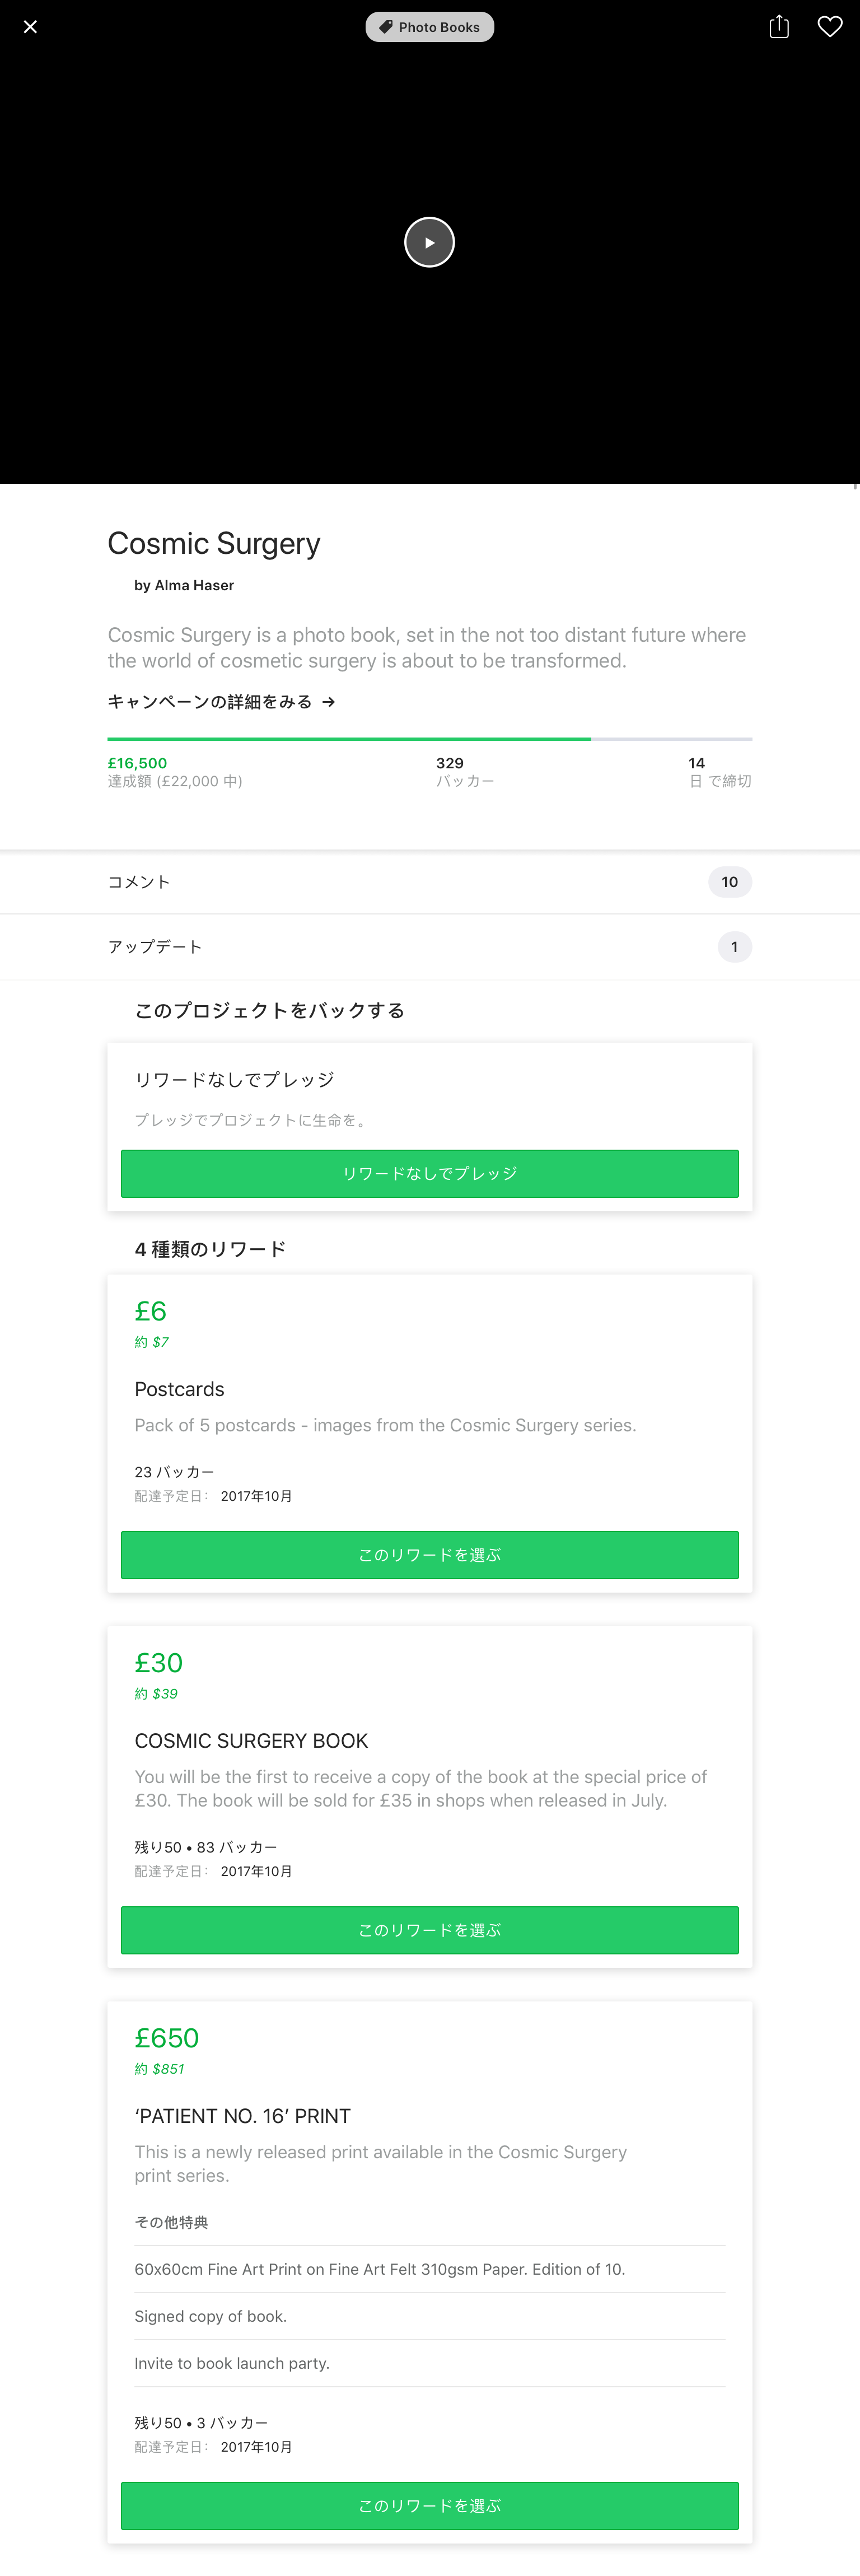 Photo Books
Cosmic Surgery
by Alma Haser
Cosmic Surgery is a photo book, set in the not too distant future where
the world of cosmetic surgery is about to be transformed.
キャンペーンの詳細をみる →
£16,500
達成額 (£22,000 中)
329
バッカー
14
日 で締切
コメント
10
アップデート
1
このプロジェクトをバックする
リワードなしでプレッジ
プレッジでプロジェクトに生命を。
リワードなしでプレッジ
4 種類のリワード
£6
約 $7
Postcards
Pack of 5 postcards - images from the Cosmic Surgery series.
23 バッカー
配達予定日： 2017年10月
このリワードを選ぶ
£30
約 $39
COSMIC SURGERY BOOK
You will be the first to receive a copy of the book at the special price of
£30. The book will be sold for £35 in shops when released in July.
残り50 • 83 バッカー
配達予定日： 2017年10月
このリワードを選ぶ
£650
約 $851
‘PATIENT NO. 16’ PRINT
This is a newly released print available in the Cosmic Surgery
print series.
その他特典
60x60cm Fine Art Print on Fine Art Felt 310gsm Paper. Edition of 10.
Signed copy of book.
Invite to book launch party.
残り50 • 3 バッカー
配達予定日： 2017年10月
このリワードを選ぶ